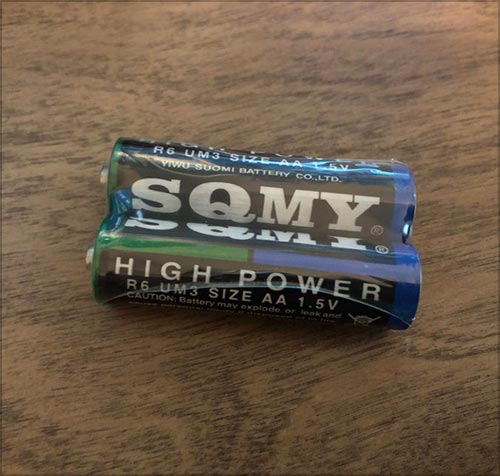 R6 UM3 SIZE AA 1.5V
YIWU SUOMI BATTERY CO.,LTD.
SQMY®
SQMY®
HIGH POWER
R6 UM3 SIZE AA 1.5V
CAUTION: Battery may explode, or leak and